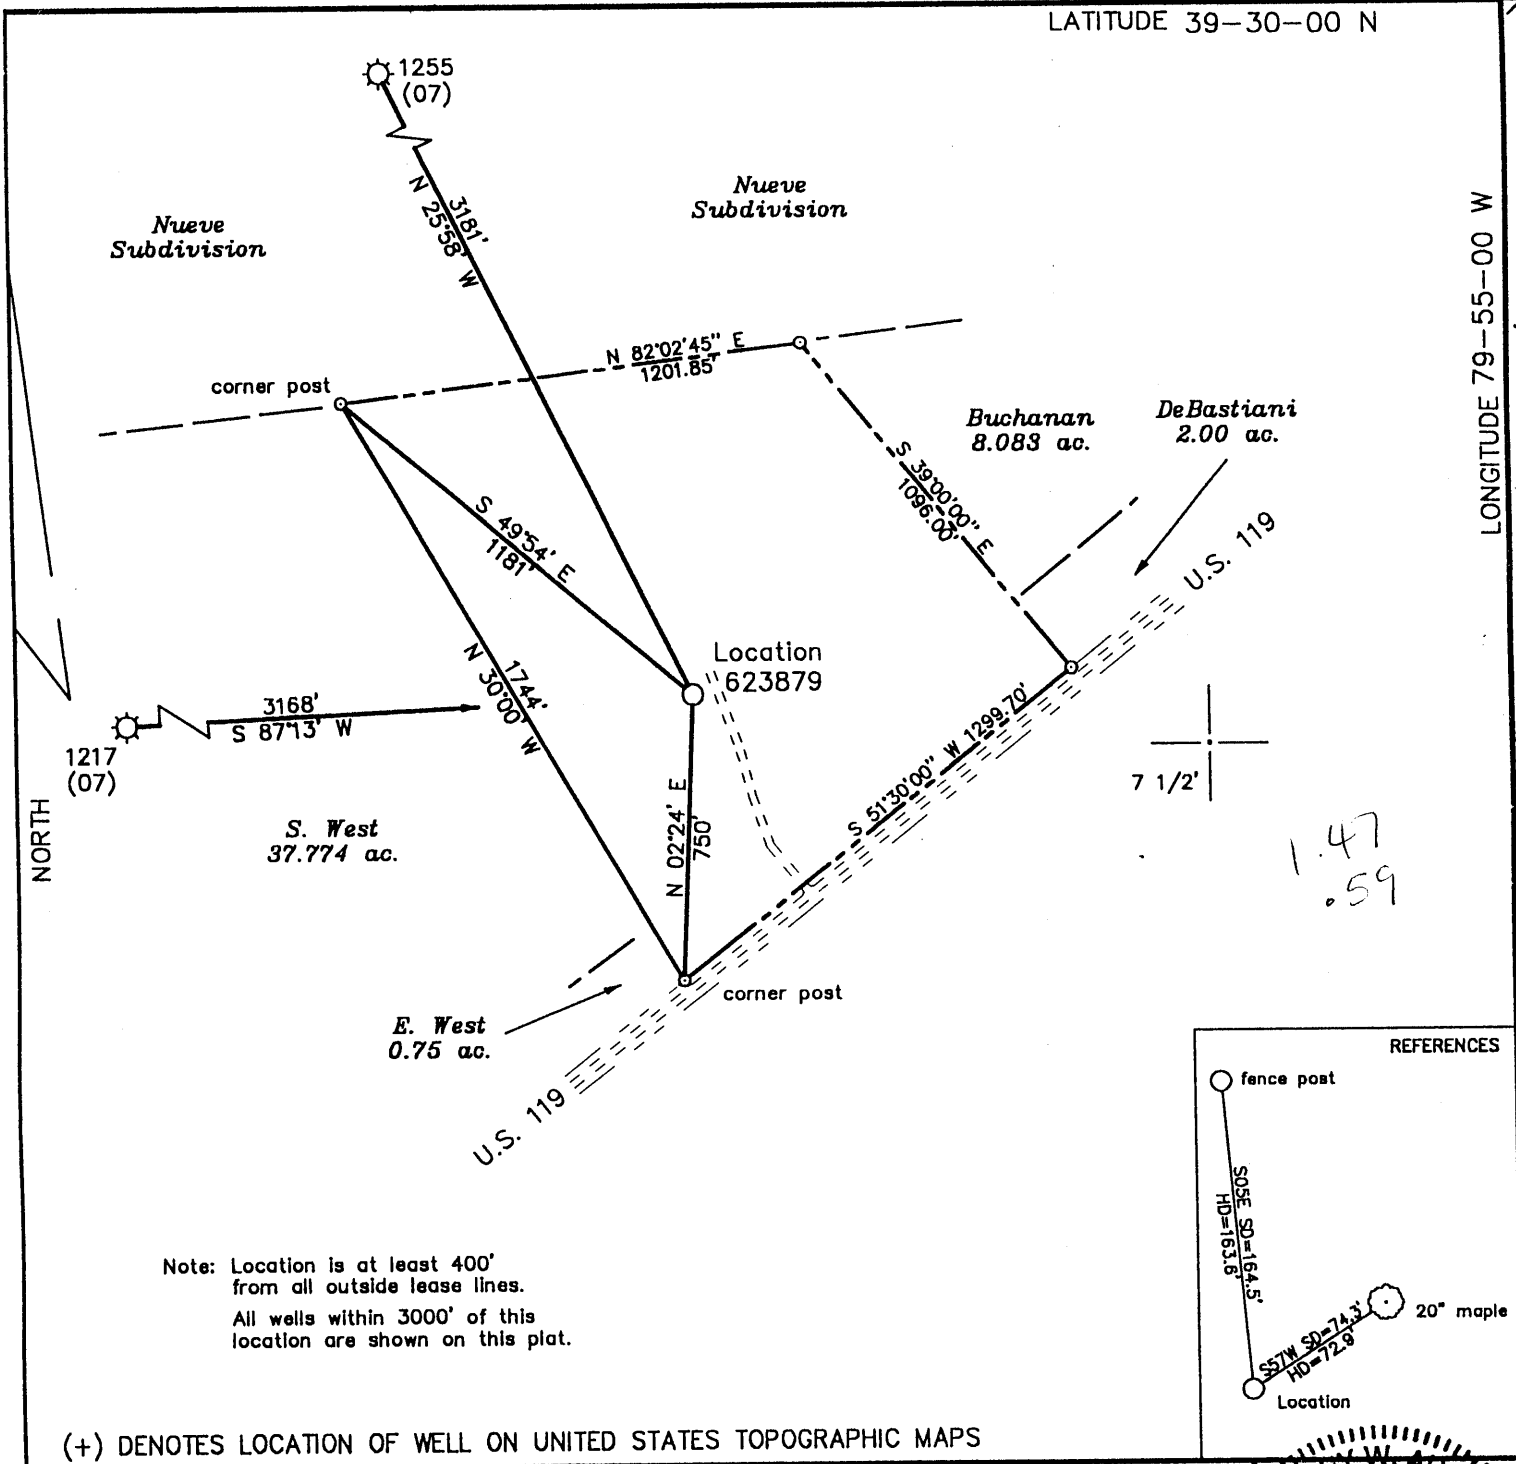 LATITUDE 39-30-00 N
1255
(07)
Nueve
Subdivision
Nueve
Subdivision
3181'
N 25°58' W
LONGITUDE 79-55-00 W
N 82°02'45" E
1201.85'
corner post
Buchanan
8.083 ac.
DeBastiani
2.00 ac.
S 39°00'00" E
1096.00'
S 49°54' E
1181'
U.S. 119
Location
623879
1744'
N 30°00' W
3168'
S 87°13' W
1217
(07)
S 51°30'00" W 1299.70'
7 1/2'
N 02°24' E
750'
NORTH
S. West
37.774 ac.
1.47
.59
corner post
E. West
0.75 ac.
U.S. 119
REFERENCES
fence post
S05E SD=164.5'
HD=163.6'
Note: Location is at least 400'
from all outside lease lines.
All wells within 3000' of this
location are shown on this plat.
20" maple
S57W SD=74.3'
HD=72.9'
Location
(+) DENOTES LOCATION OF WELL ON UNITED STATES TOPOGRAPHIC MAPS